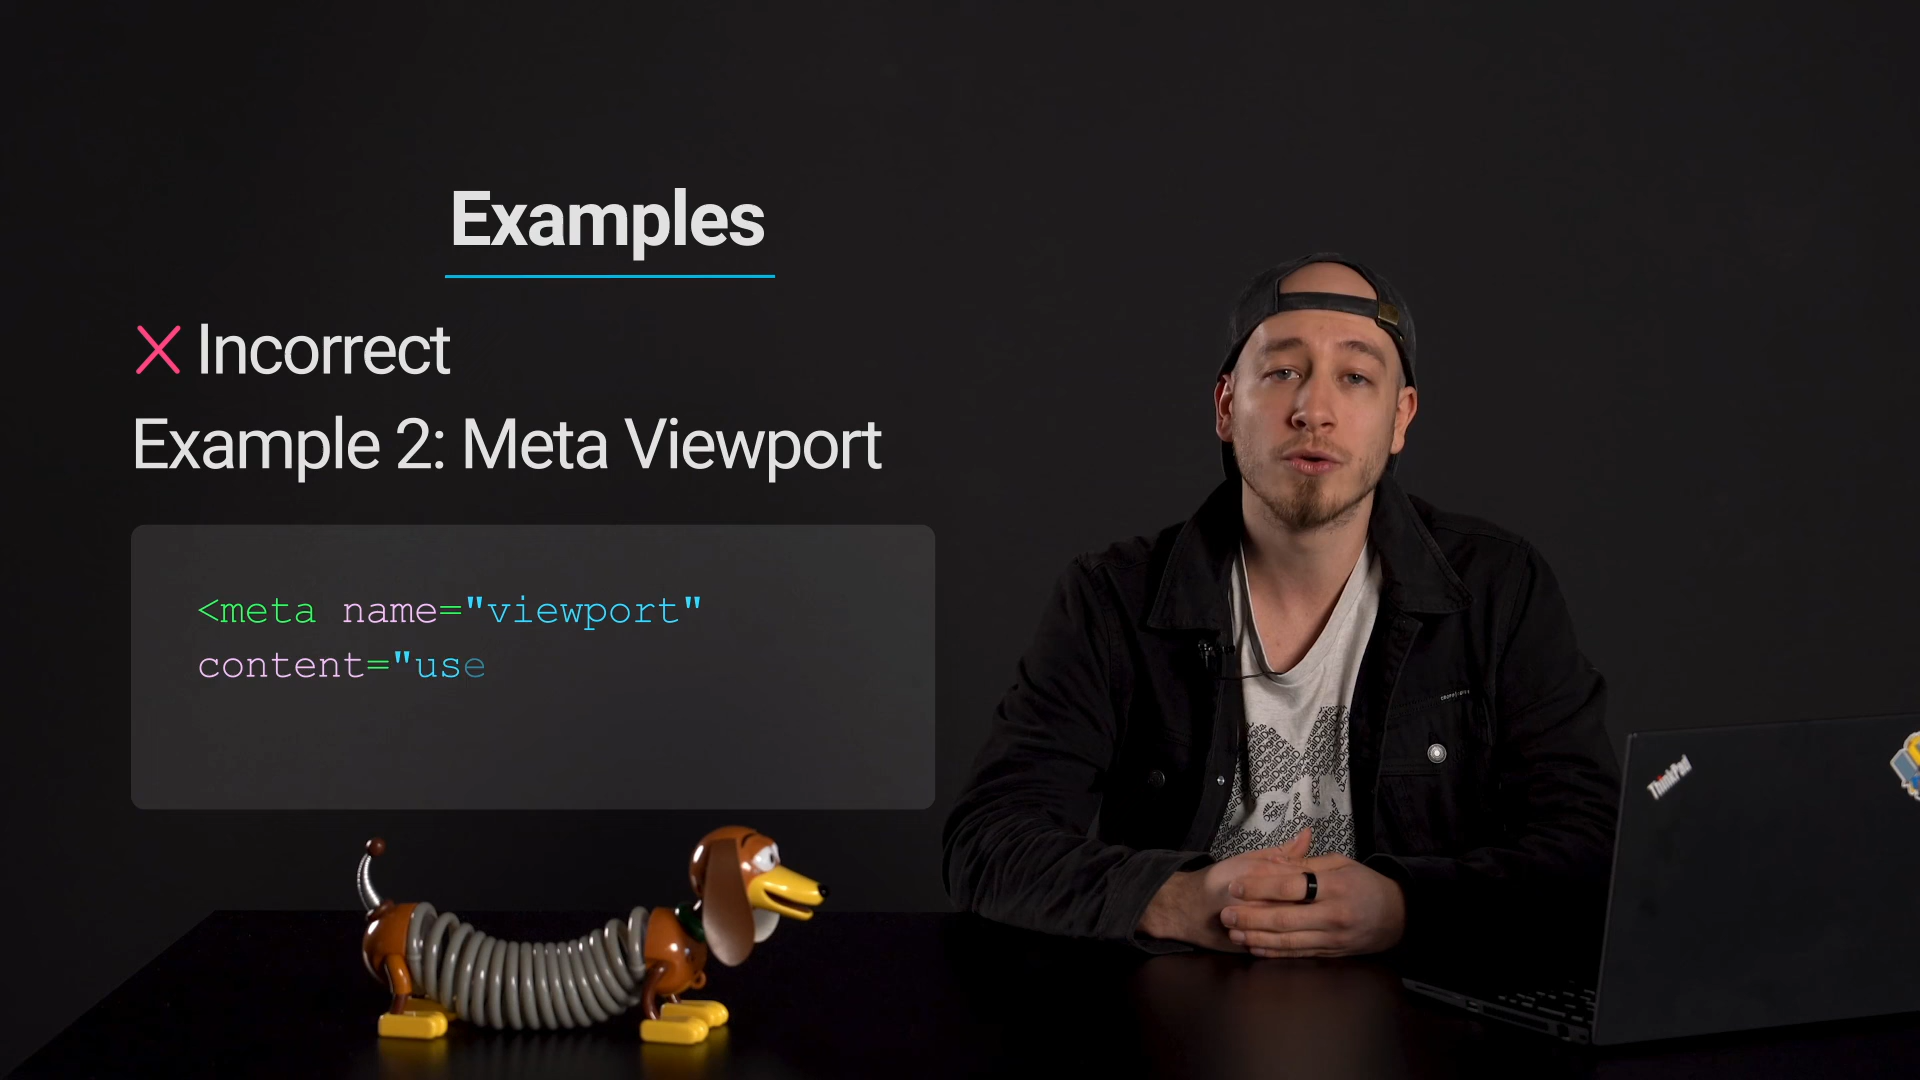 Examples
Incorrect
Example 2: Meta Viewport
<meta name="viewport"
content="use
ThinkPad